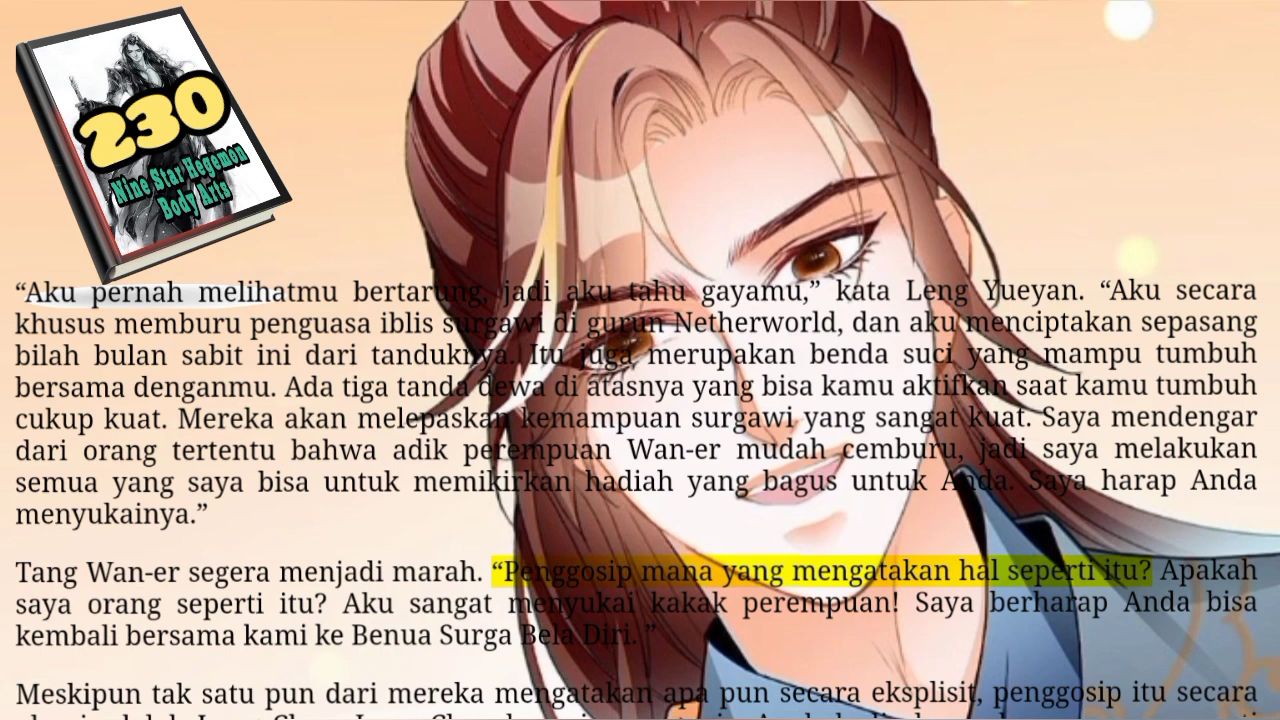 230
Nine Star Hegemon
Body Arts
“Aku pernah melihatmu bertarung, jadi aku tahu gayamu,” kata Leng Yueyan. “Aku secara
khusus memburu penguasa iblis surgawi di gurun Netherworld, dan aku menciptakan sepasang
bilah bulan sabit ini dari tanduknya. Itu juga merupakan benda suci yang mampu tumbuh
bersama denganmu. Ada tiga tanda dewa di atasnya yang bisa kamu aktifkan saat kamu tumbuh
cukup kuat. Mereka akan melepaskan kemampuan surgawi yang sangat kuat. Saya mendengar
dari orang tertentu bahwa adik perempuan Wan-er mudah cemburu, jadi saya melakukan
semua yang saya bisa untuk memikirkan hadiah yang bagus untuk Anda. Saya harap Anda
menyukainya.”
Tang Wan-er segera menjadi marah. “Penggosip mana yang mengatakan hal seperti itu? Apakah
saya orang seperti itu? Aku sangat menyukai kakak perempuan! Saya berharap Anda bisa
kembali bersama kami ke Benua Surga Bela Diri. ”
Meskipun tak satu pun dari mereka mengatakan apa pun secara eksplisit, penggosip itu secara